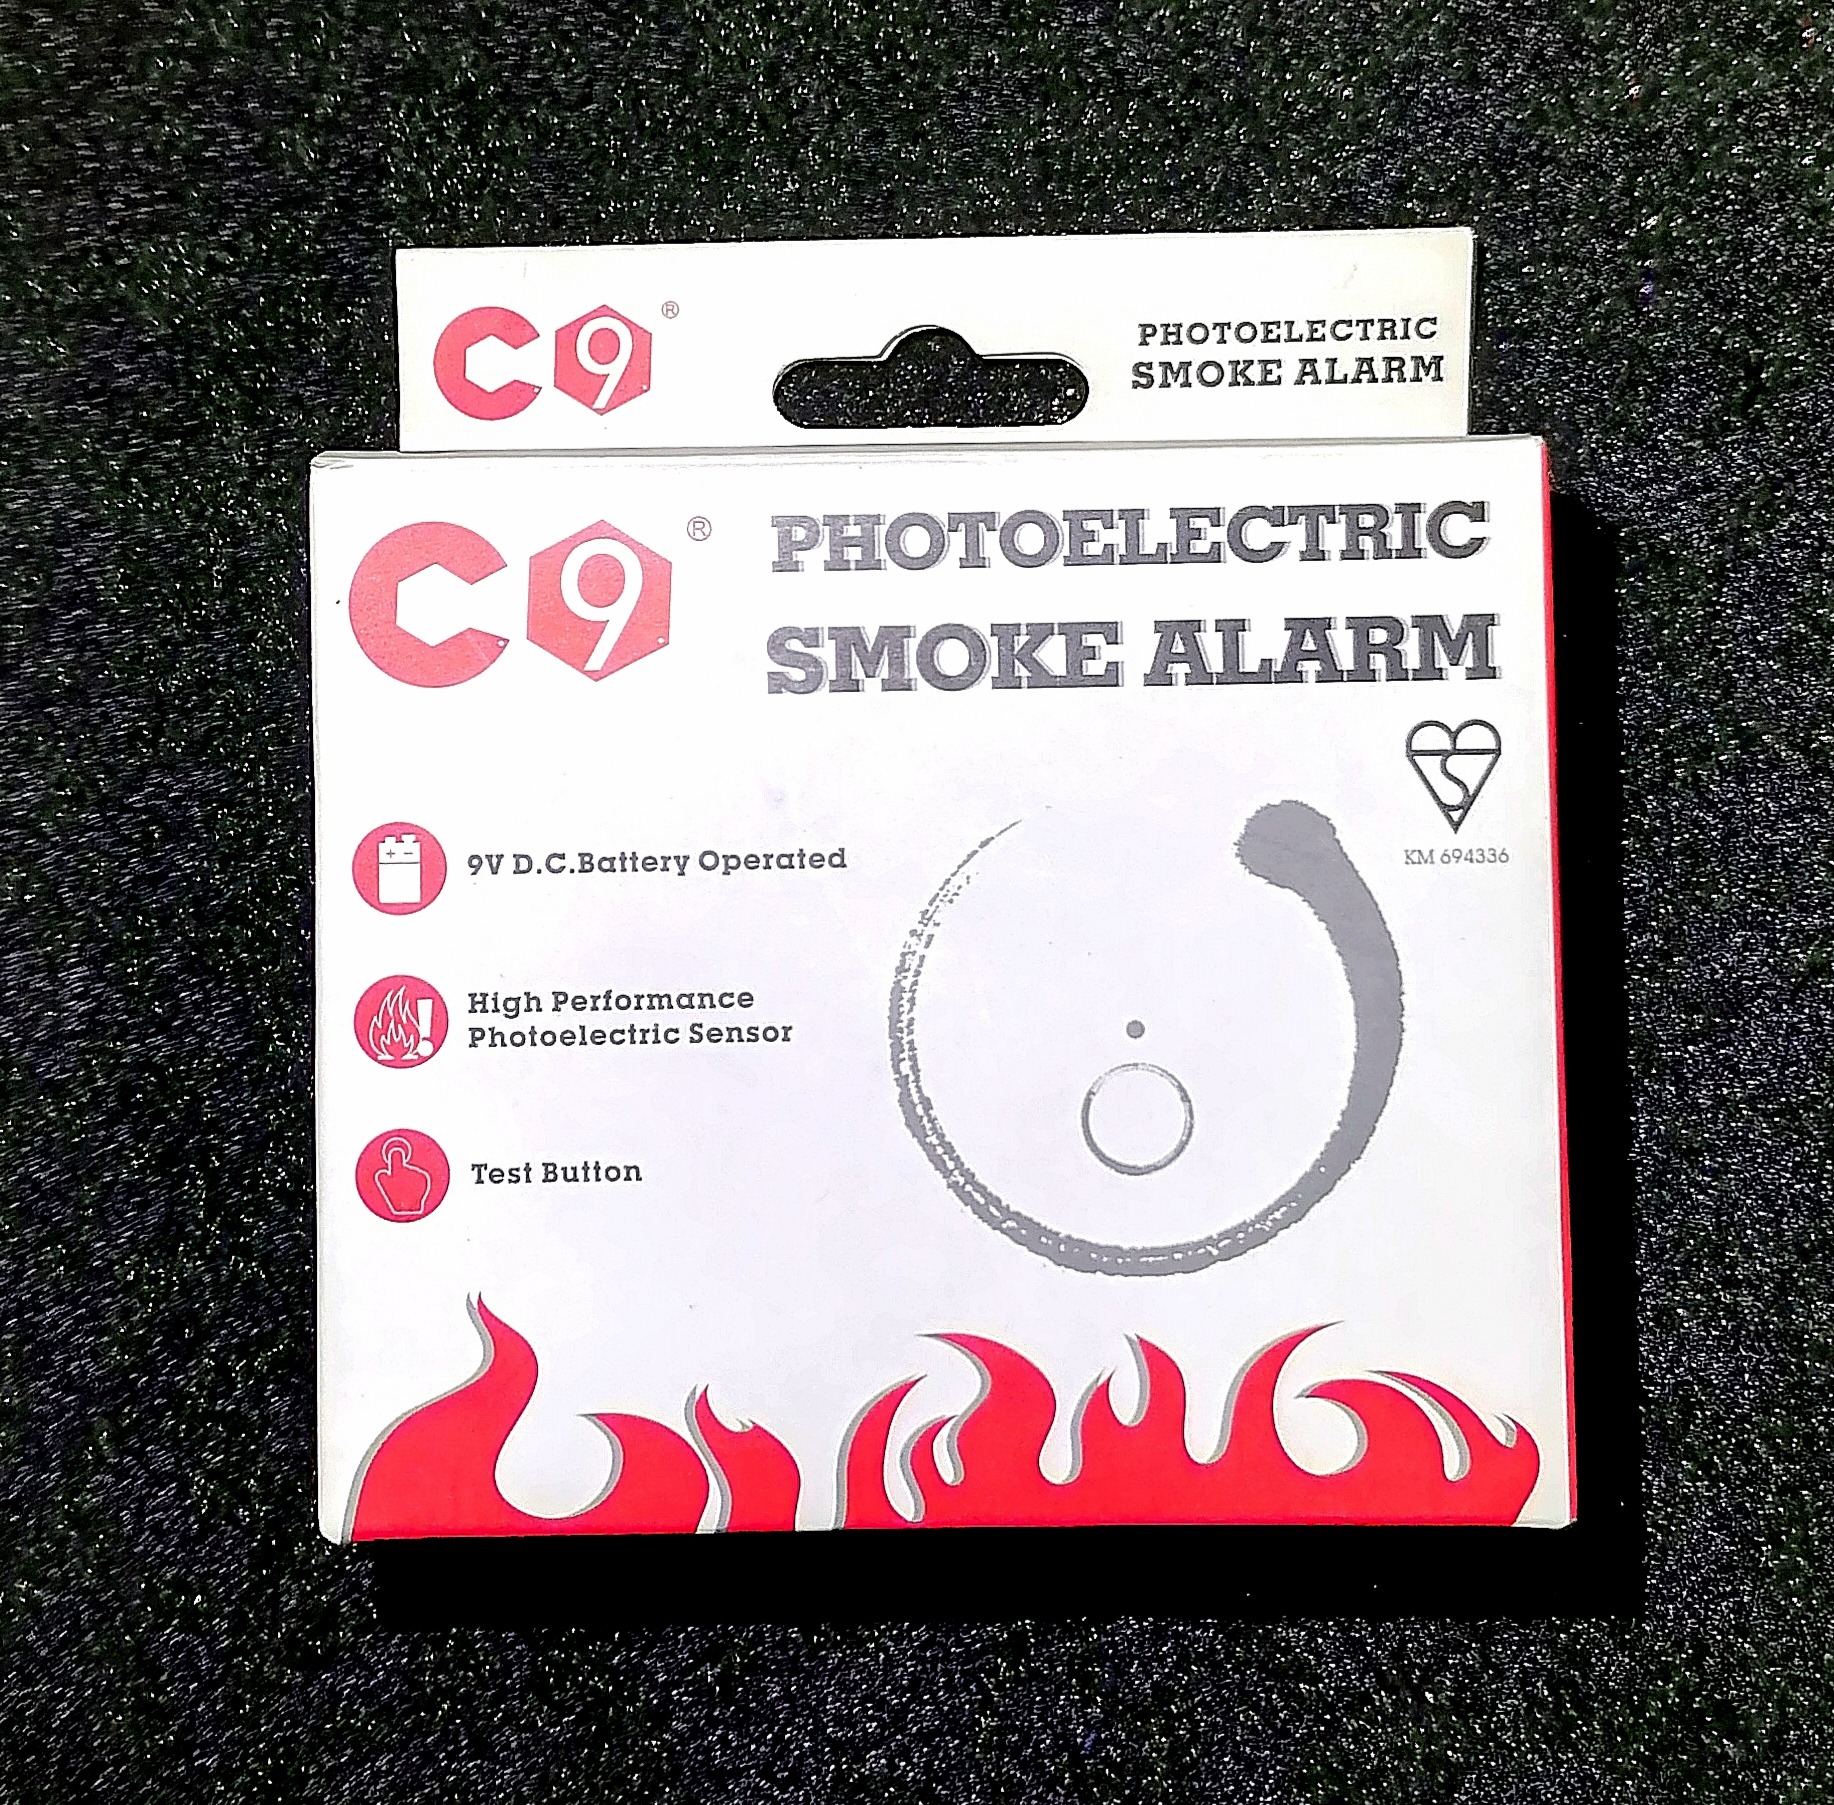 C9®
PHOTOELECTRIC
SMOKE ALARM
C9®
PHOTOELECTRIC
SMOKE ALARM
KM 694336
9V D.C.Battery Operated
High Performance
Photoelectric Sensor
Test Button